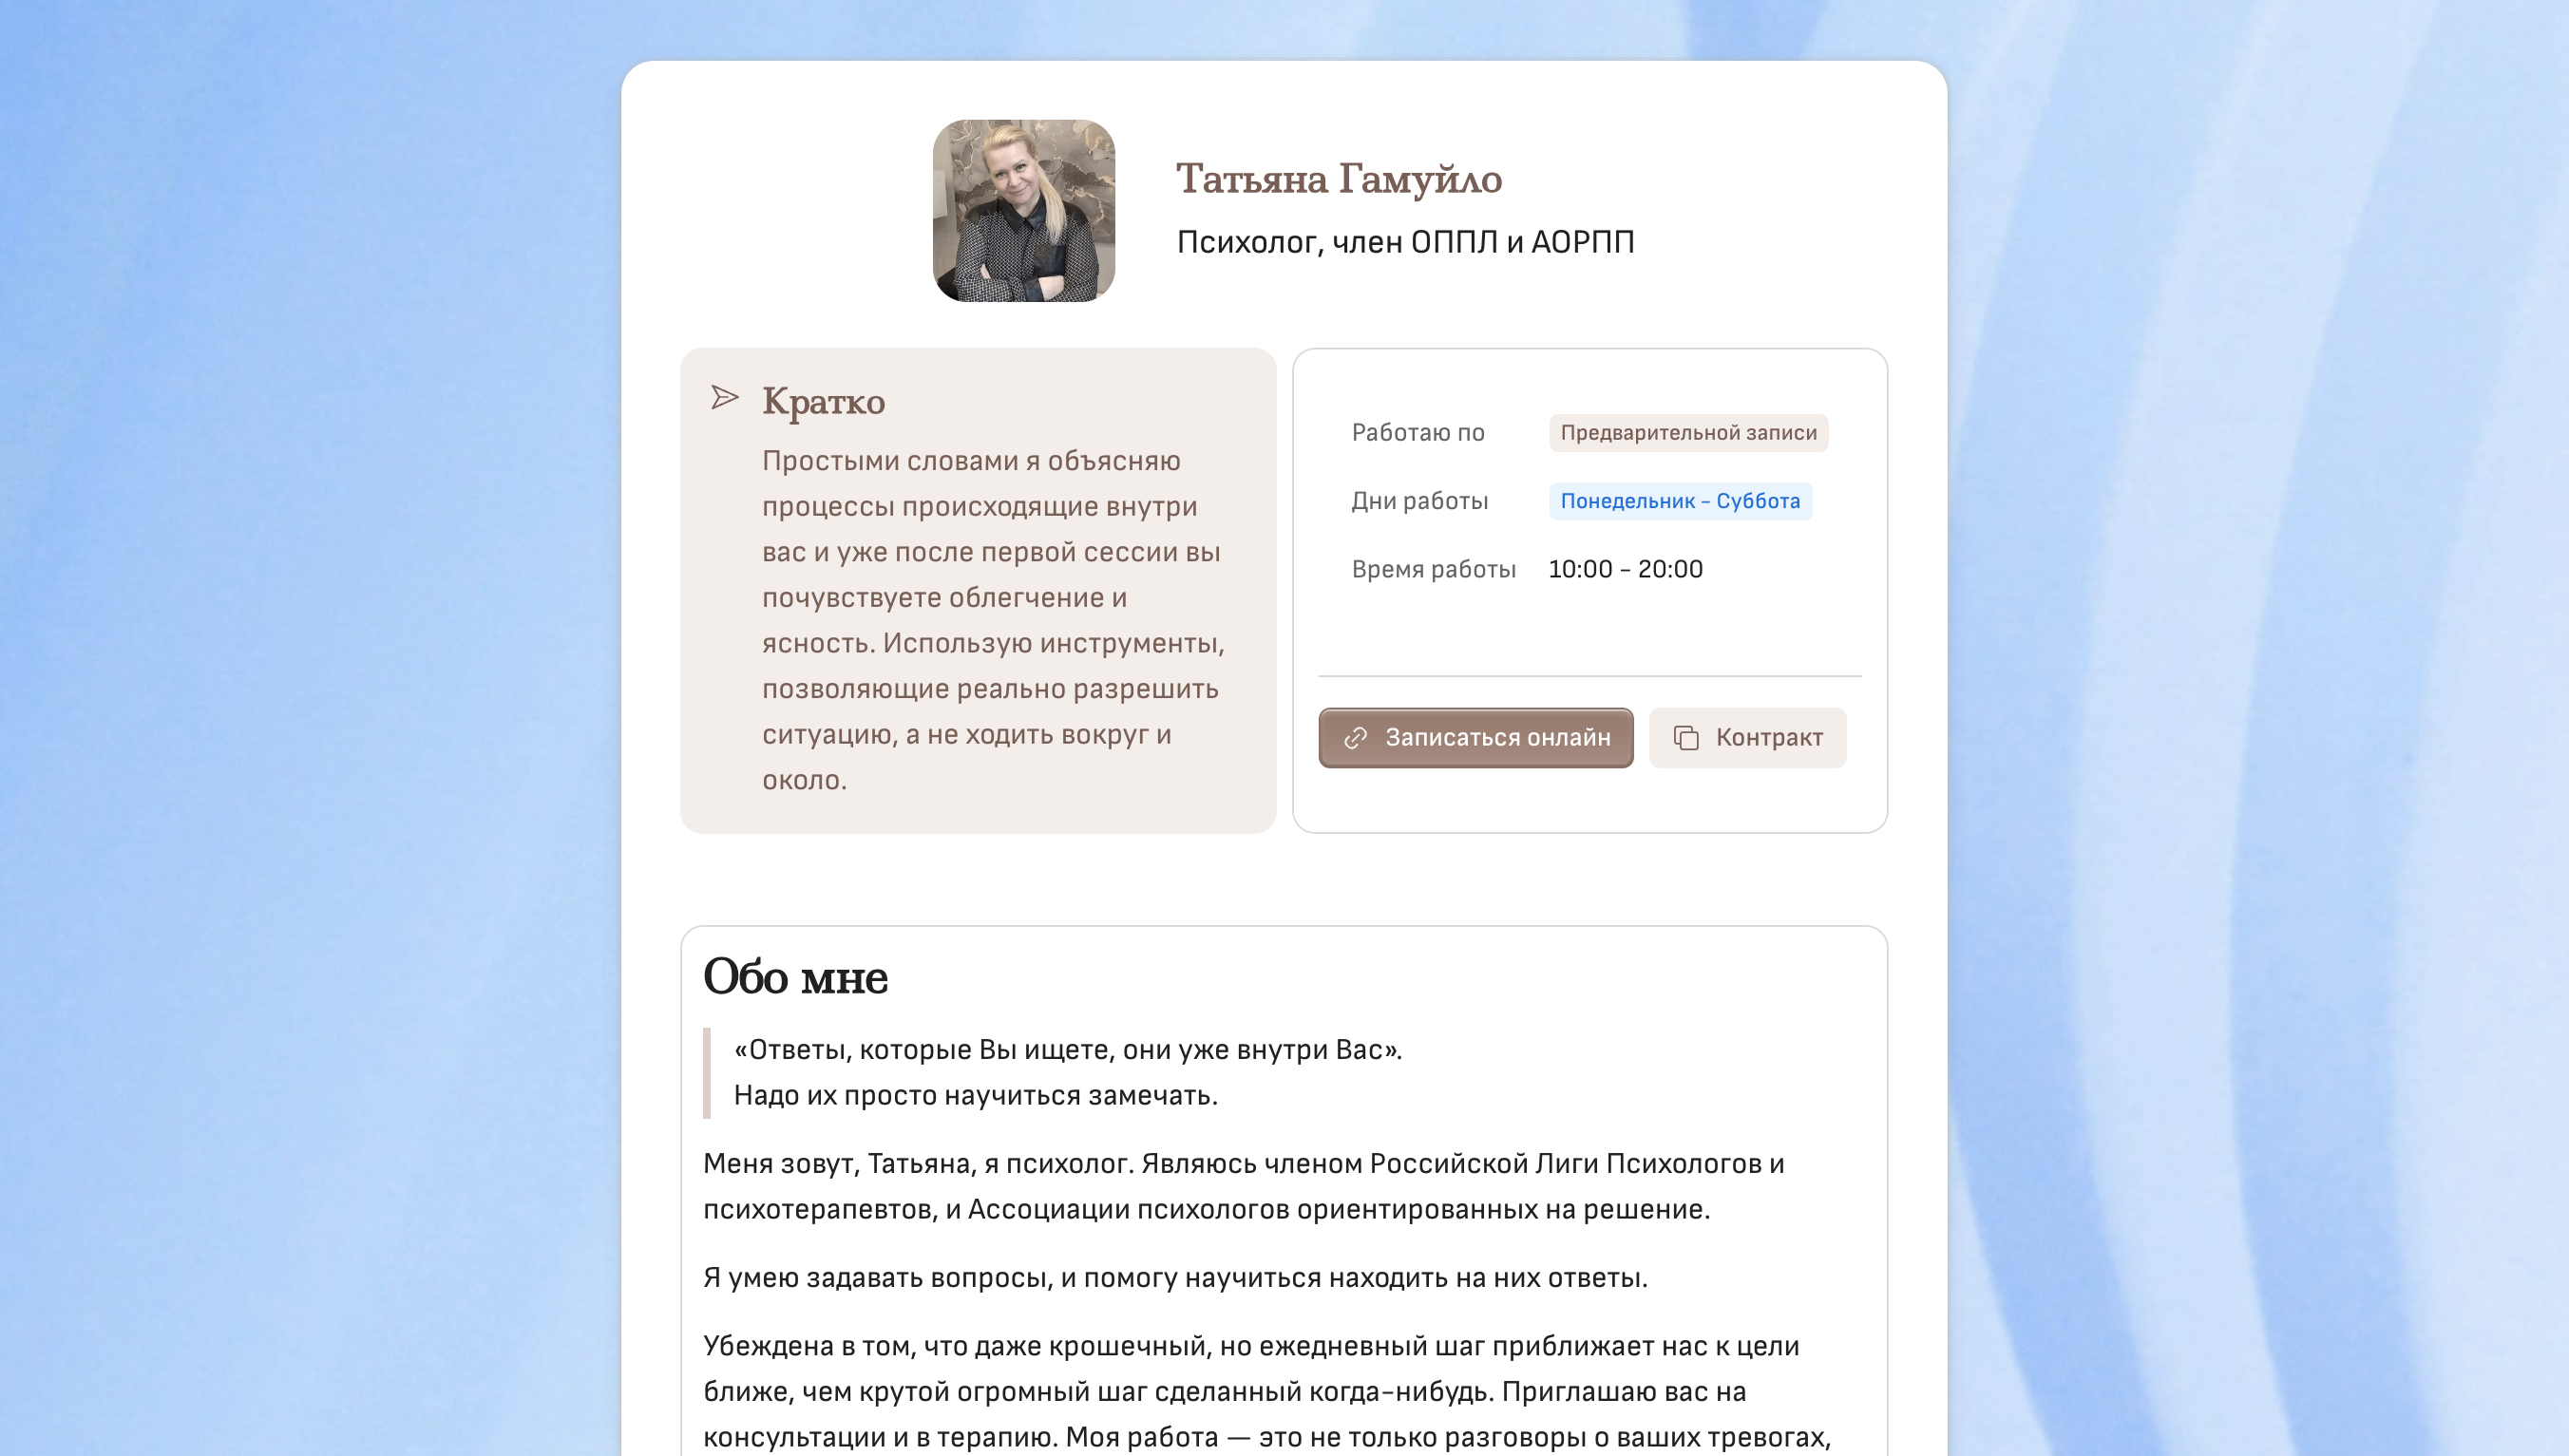 Татьяна Гамуйло
Психолог, член ОППЛ и АОРПП
Кратко
Простыми словами я объясняю
процессы происходящие внутри
вас и уже после первой сессии вы
почувствуете облегчение и
ясность. Использую инструменты,
позволяющие реально разрешить
ситуацию, а не ходить вокруг и
около.
Работаю по Предварительной записи
Дни работы Понедельник - Суббота
Время работы 10:00 - 20:00
Записаться онлайн Контракт
Обо мне
«Ответы, которые Вы ищете, они уже внутри Вас».
Надо их просто научиться замечать.
Меня зовут, Татьяна, я психолог. Являюсь членом Российской Лиги Психологов и
психотерапевтов, и Ассоциации психологов ориентированных на решение.
Я умею задавать вопросы, и помогу научиться находить на них ответы.
Убеждена в том, что даже крошечный, но ежедневный шаг приближает нас к цели
ближе, чем крутой огромный шаг сделанный когда-нибудь. Приглашаю вас на
консультации и в терапию. Моя работа — это не только разговоры о ваших тревогах,